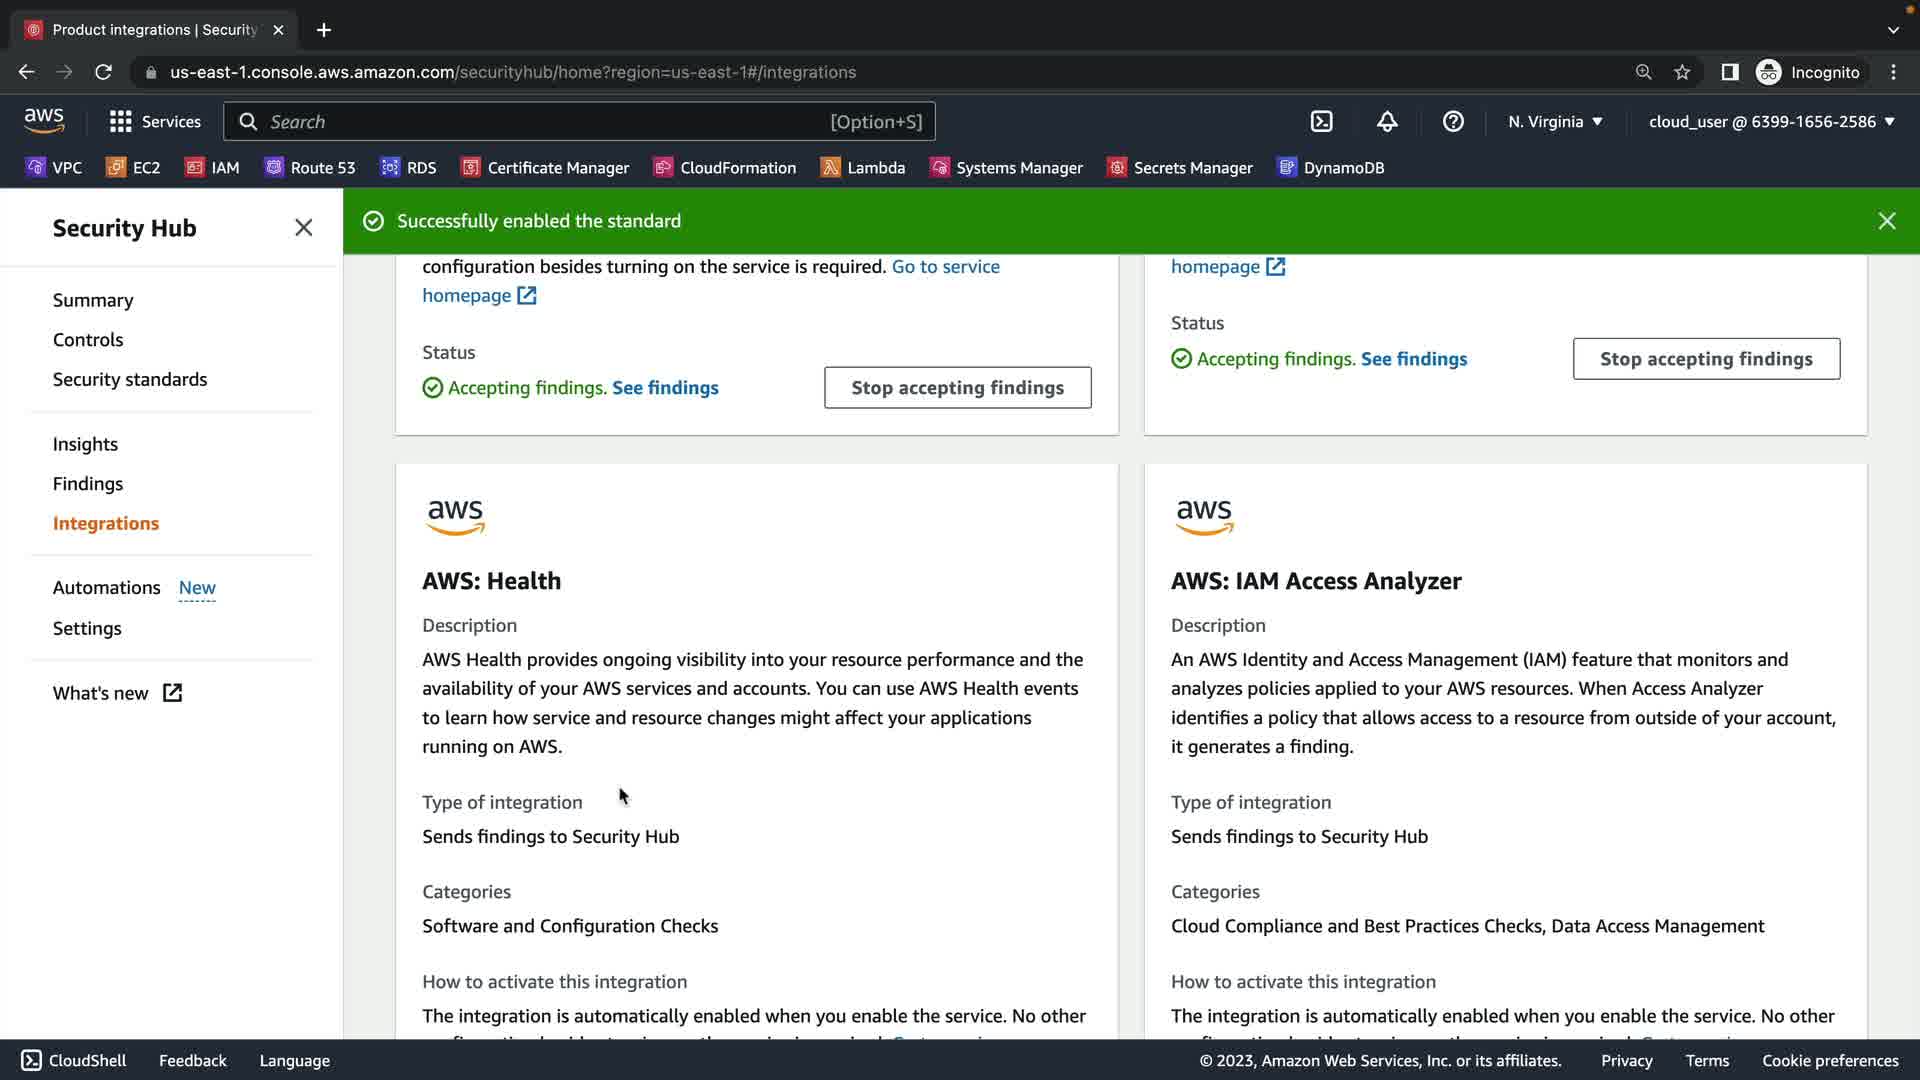 Product integrations | Security
us-east-1.console.aws.amazon.com/securityhub/home?region=us-east-1#/integrations
Incognito
aws
Services
Search
[Option+S]
N. Virginia
cloud_user @ 6399-1656-2586
VPC
EC2
IAM
Route 53
RDS
Certificate Manager
CloudFormation
Lambda
Systems Manager
Secrets Manager
DynamoDB
Security Hub
Summary
Controls
Security standards
Insights
Findings
Integrations
Automations New
Settings
What's new
Successfully enabled the standard
configuration besides turning on the service is required. Go to service
homepage
Status
Accepting findings. See findings
Stop accepting findings
homepage
Status
Accepting findings. See findings
Stop accepting findings
aws
AWS: Health
Description
AWS Health provides ongoing visibility into your resource performance and the
availability of your AWS services and accounts. You can use AWS Health events
to learn how service and resource changes might affect your applications
running on AWS.
Type of integration
Sends findings to Security Hub
Categories
Software and Configuration Checks
How to activate this integration
The integration is automatically enabled when you enable the service. No other
aws
AWS: IAM Access Analyzer
Description
An AWS Identity and Access Management (IAM) feature that monitors and
analyzes policies applied to your AWS resources. When Access Analyzer
identifies a policy that allows access to a resource from outside of your account,
it generates a finding.
Type of integration
Sends findings to Security Hub
Categories
Cloud Compliance and Best Practices Checks, Data Access Management
How to activate this integration
The integration is automatically enabled when you enable the service. No other
CloudShell
Feedback
Language
© 2023, Amazon Web Services, Inc. or its affiliates.
Privacy
Terms
Cookie preferences